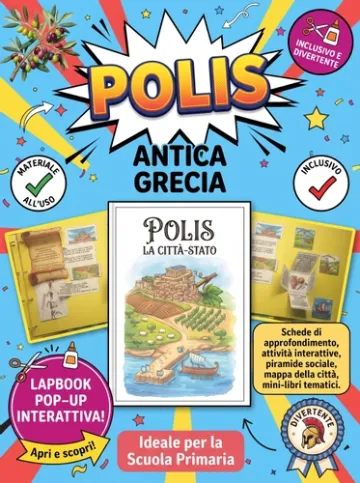 INCLUSIVO E
DIVERTENTE
POLIS
ANTICA
GRECIA
MATERIALE
ALL'USO
INCLUSIVO
POLIS
LA CITTÀ-STATO
LAPBOOK
POP-UP
INTERATTIVA!
Apri e scopri!
Schede di
approfondimento,
attività interattive,
piramide sociale,
mappa della città,
mini-libri tematici.
DIVERTENTE
Ideale per la
Scuola Primaria